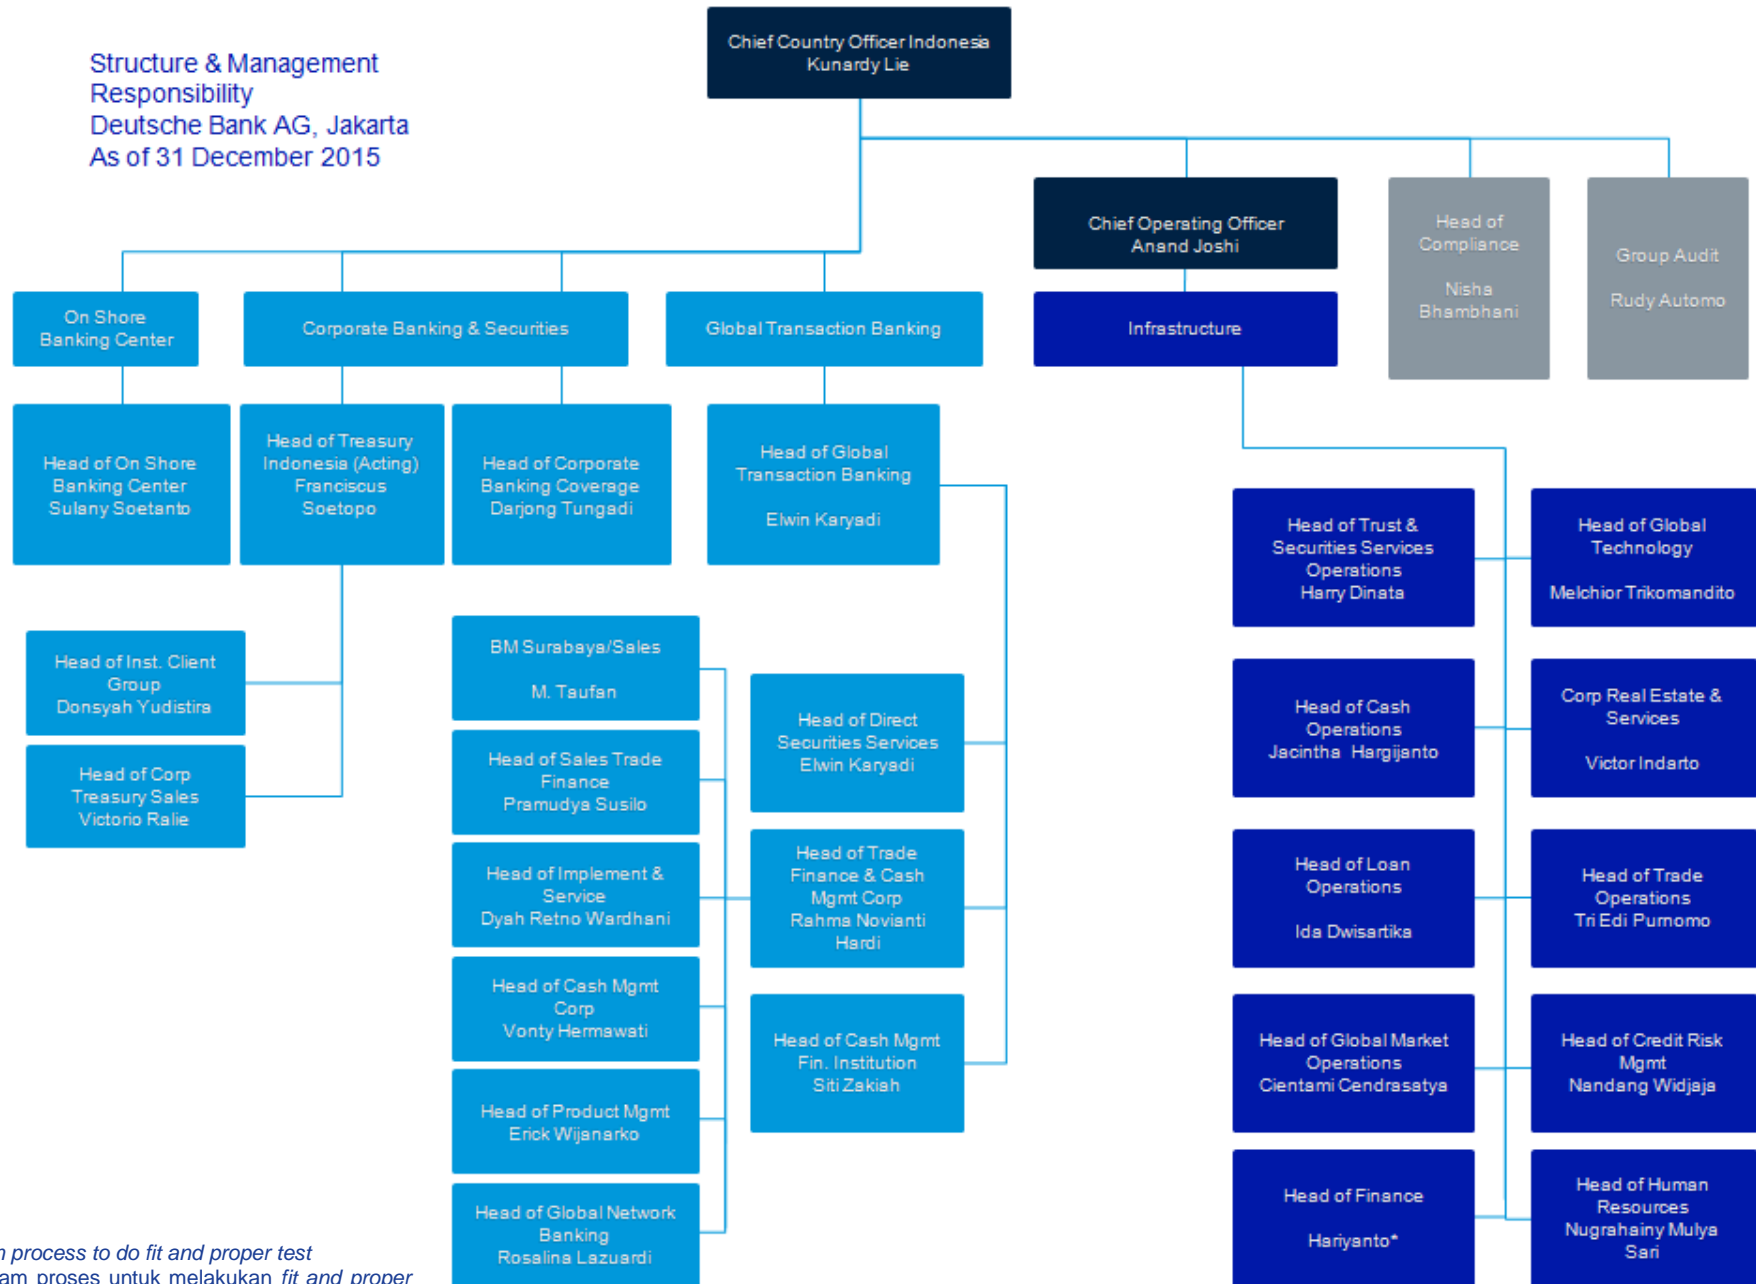 Structure & Management
Responsibility
Deutsche Bank AG, Jakarta
As of 31 December 2015
Chief Country Officer Indonesia
Kunardy Lie
Chief Operating Officer
Anand Joshi
Head of
Compliance
Nisha
Bhambhani
Group Audit
Rudy Automo
On Shore
Banking Center
Corporate Banking & Securities
Global Transaction Banking
Infrastructure
Head of On Shore
Banking Center
Sulany Soetanto
Head of Treasury
Indonesia (Acting)
Franciscus
Soetopo
Head of Corporate
Banking Coverage
Darjong Tungadi
Head of Global
Transaction Banking
Elwin Karyadi
Head of Inst. Client
Group
Donsyah Yudistira
Head of Corp
Treasury Sales
Victorio Ralie
BM Surabaya/Sales
M. Taufan
Head of Sales Trade
Finance
Pramudya Susilo
Head of Implement &
Service
Dyah Retno Wardhani
Head of Cash Mgmt
Corp
Vonty Hermawati
Head of Product Mgmt
Erick Wijanarko
Head of Global Network
Banking
Rosalina Lazuardi
Head of Direct
Securities Services
Elwin Karyadi
Head of Trade
Finance & Cash
Mgmt Corp
Rahma Novianti
Hardi
Head of Cash Mgmt
Fin. Institution
Siti Zakiah
Head of Trust &
Securities Services
Operations
Harry Dinata
Head of Global
Technology
Melchior Trikomandito
Head of Cash
Operations
Jacintha Hargijanto
Corp Real Estate &
Services
Victor Indarto
Head of Loan
Operations
Ida Dwisartika
Head of Trade
Operations
Tri Edi Purnomo
Head of Global Market
Operations
Cientami Cendrasatya
Head of Credit Risk
Mgmt
Nandang Widjaja
Head of Finance
Hariyanto*
Head of Human
Resources
Nugrahainy Mulya
Sari
process to do fit and proper test
proses untuk melakukan fit and proper